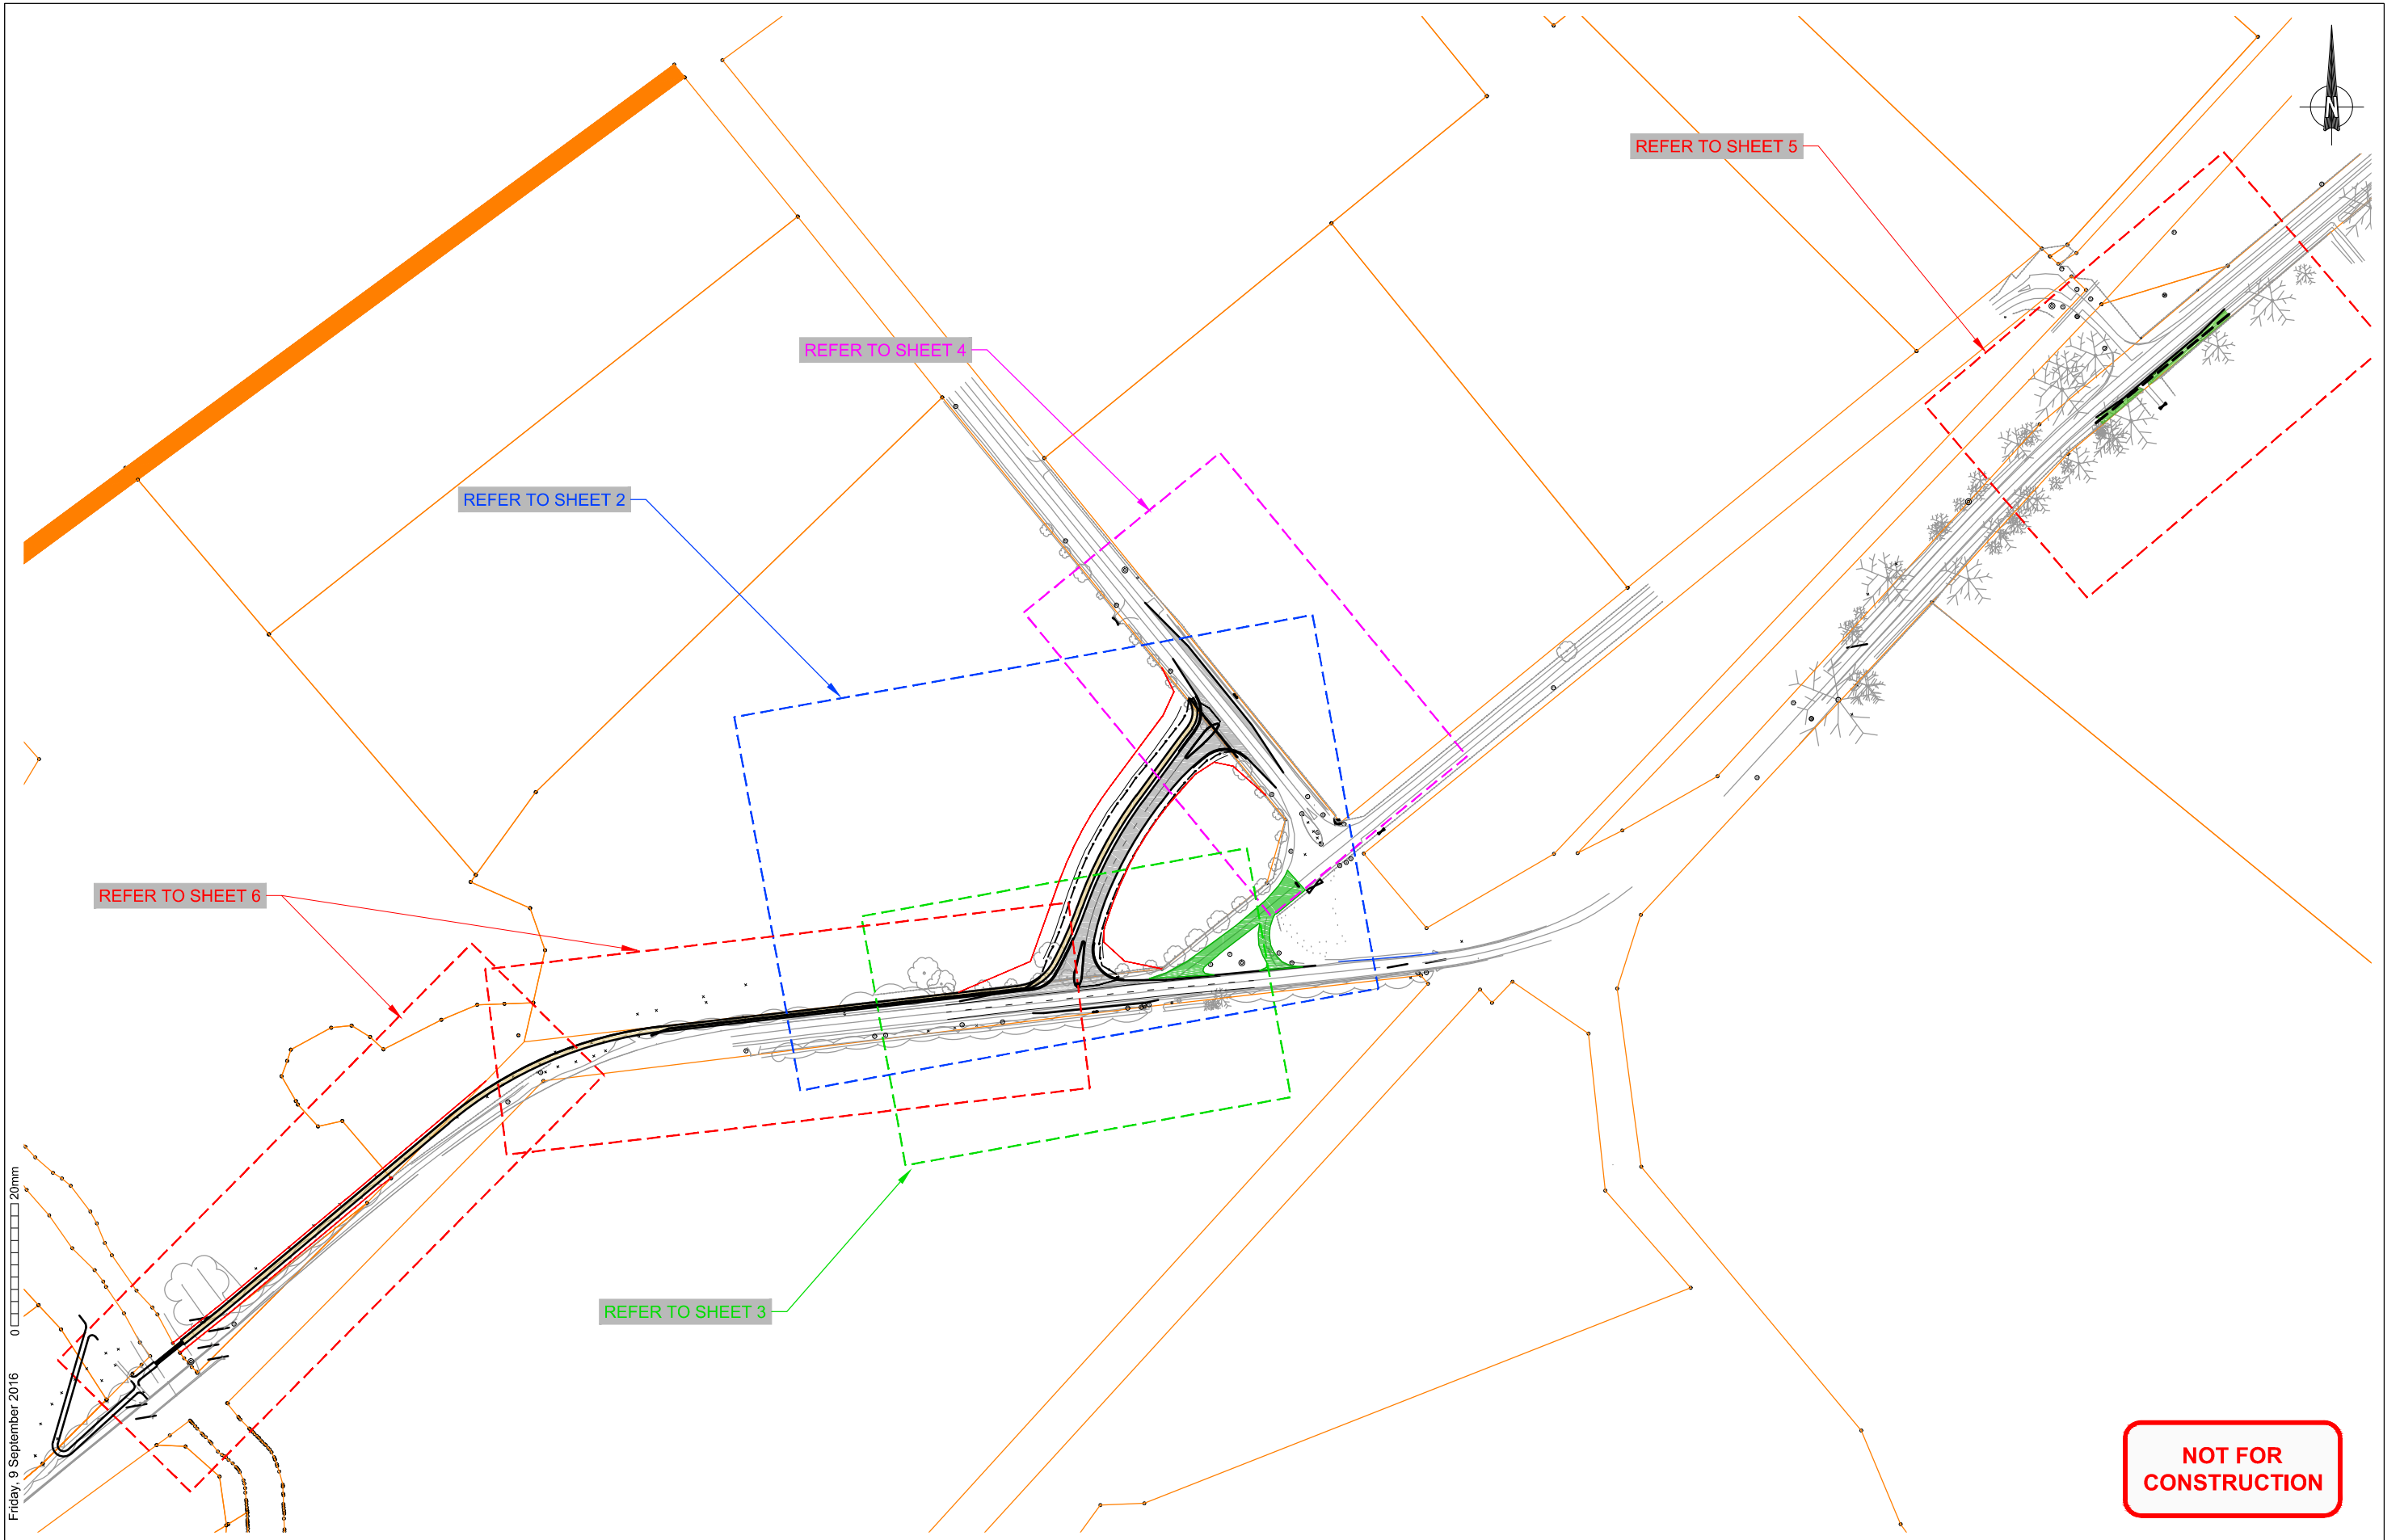 N
REFER TO SHEET 5
REFER TO SHEET 4
REFER TO SHEET 2
REFER TO SHEET 6
REFER TO SHEET 3
0 20mm
Friday, 9 September 2016
NOT FOR
CONSTRUCTION